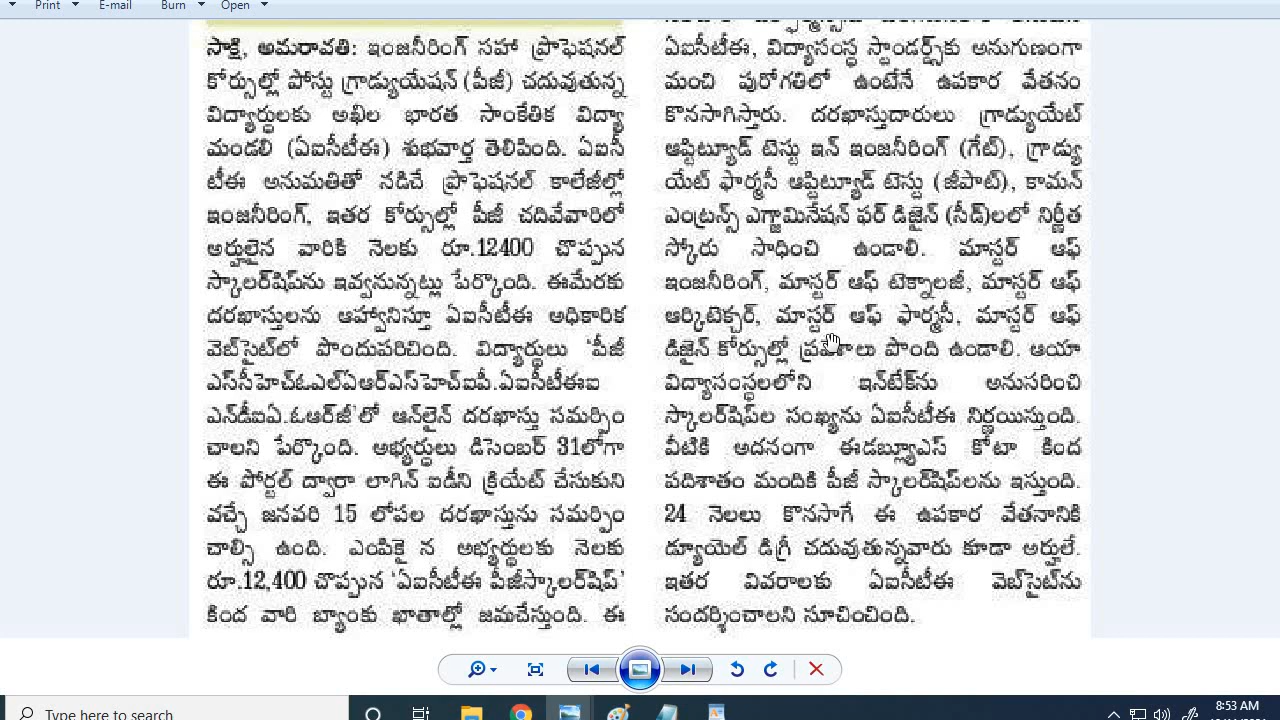 Print E-mail Burn Open
సాక్షి, అమరావతి: ఇంజనీరింగ్ సహా ప్రొఫెషనల్
కోర్సుల్లో పోస్టు గ్రాడ్యుయేషన్ (పీజీ) చదువుతున్న
విద్యార్థులకు అఖిల భారత సాంకేతిక విద్యా
మండలి (ఏఐసీటీఈ) శుభవార్త తెలిపింది. ఏఐసీ
టీఈ అనుమతితో నడిచే ప్రొఫెషనల్ కాలేజీల్లో
ఇంజనీరింగ్, ఇతర కోర్సుల్లో పీజీ చదివేవారిలో
అర్హులైన వారికి నెలకు రూ.12400 చొప్పున
స్కాలర్‌షిప్‌ను ఇవ్వనున్నట్లు పేర్కొంది. ఈమేరకు
దరఖాస్తులను ఆహ్వానిస్తూ ఏఐసీటీఈ అధికారిక
వెబ్‌సైట్‌లో పొందుపరిచింది. విద్యార్థులు ‘పీజీ
ఎస్‌సీహెచ్‌ఓఎల్‌ఏఆర్‌ఎస్‌హెచ్‌ఐపీ.ఏఐసీటీఈఐ
ఎన్‌డీఐఏ.ఓఆర్‌జీ’లో ఆన్‌లైన్ దరఖాస్తు సమర్పిం
చాలని పేర్కొంది. అభ్యర్థులు డిసెంబర్ 31లోగా
ఈ పోర్టల్ ద్వారా లాగిన్ ఐడీని క్రియేట్ చేసుకుని
వచ్చే జనవరి 15 లోపల దరఖాస్తును సమర్పిం
చాల్సి ఉంది. ఎంపికై న అభ్యర్థులకు నెలకు
రూ.12,400 చొప్పున ‘ఏఐసీటీఈ పీజీస్కాలర్‌షిప్’
కింద వారి బ్యాంకు ఖాతాల్లో జమచేస్తుంది. ఈ
ఏఐసీటీఈ, విద్యాసంస్థ స్టాండర్డ్స్‌కు అనుగుణంగా
మంచి పురోగతిలో ఉంటేనే ఉపకార వేతనం
కొనసాగిస్తారు. దరఖాస్తుదారులు గ్రాడ్యుయేట్
ఆప్టిట్యూడ్ టెస్టు ఇన్ ఇంజనీరింగ్ (గేట్), గ్రాడ్యు
యేట్ ఫార్మసీ ఆప్టిట్యూడ్ టెస్టు (జీపాట్), కామన్
ఎంట్రన్స్ ఎగ్జామినేషన్ ఫర్ డిజైన్ (సీడ్)లలో నిర్ణీత
స్కోరు సాధించి ఉండాలి. మాస్టర్ ఆఫ్
ఇంజనీరింగ్, మాస్టర్ ఆఫ్ టెక్నాలజీ, మాస్టర్ ఆఫ్
ఆర్కిటెక్చర్, మాస్టర్ ఆఫ్ ఫార్మసీ, మాస్టర్ ఆఫ్
డిజైన్ కోర్సుల్లో ప్రవేశాలు పొంది ఉండాలి. ఆయా
విద్యాసంస్థలలోని ఇన్‌టేక్‌ను అనుసరించి
స్కాలర్‌షిప్‌ల సంఖ్యను ఏఐసీటీఈ నిర్ణయిస్తుంది.
వీటికి అదనంగా ఈడబ్ల్యూఎస్ కోటా కింద
పదిశాతం మందికి పీజీ స్కాలర్‌షిప్‌లను ఇస్తుంది.
24 నెలలు కొనసాగే ఈ ఉపకార వేతనానికి
డ్యూయెల్ డిగ్రీ చదువుతున్నవారు కూడా అర్హులే.
ఇతర వివరాలకు ఏఐసీటీఈ వెబ్‌సైట్‌ను
సందర్శించాలని సూచించింది.
Type here to search
8:53 AM